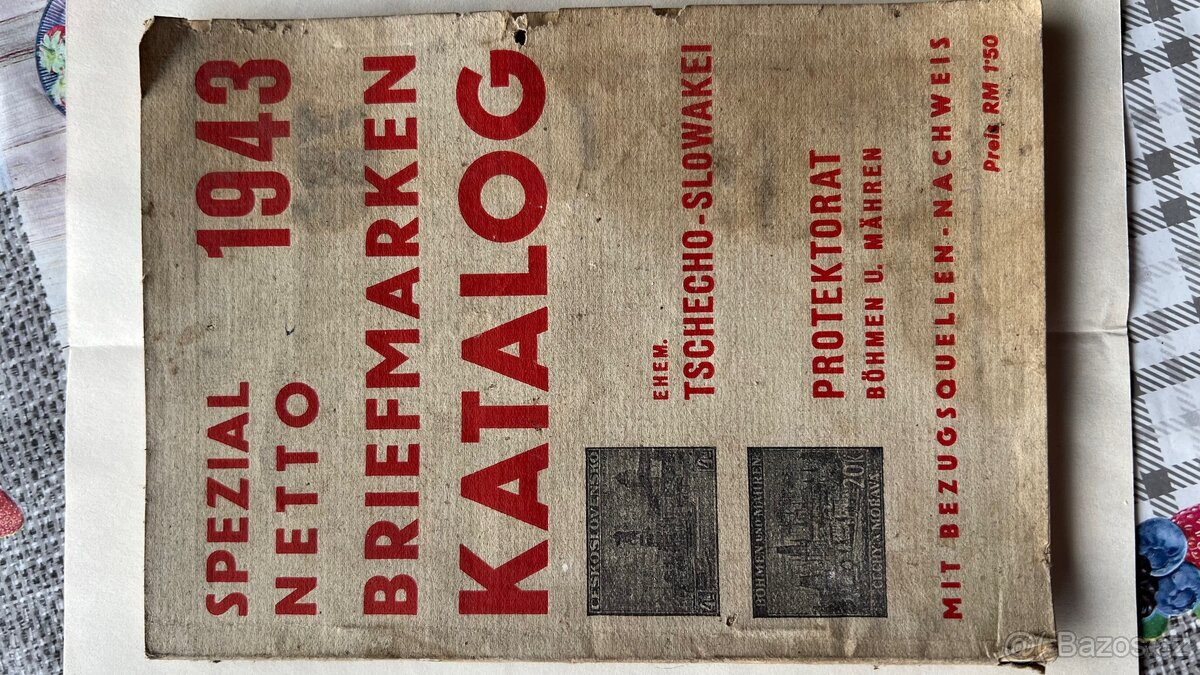 SPEZIAL 1943
NETTO
BRIEFMARKEN
KATALOG
EHEM.
TSCHECHO-SLOWAKEI
PROTEKTORAT
BÖHMEN U. MÄHREN
ČESKOSLOVENSKO
BÖHMEN UND MÄHREN
20K
ČECHY A MORAVA
MIT BEZUGSQUELLEN-NACHWEIS
Preis RM 1·50
Bazos.cz